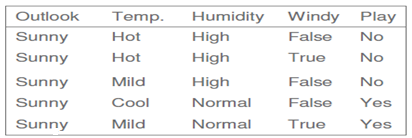 Outlook Temp. Humidity Windy Play
Sunny Hot High False No
Sunny Hot High True No
Sunny Mild High False No
Sunny Cool Normal False Yes
Sunny Mild Normal True Yes